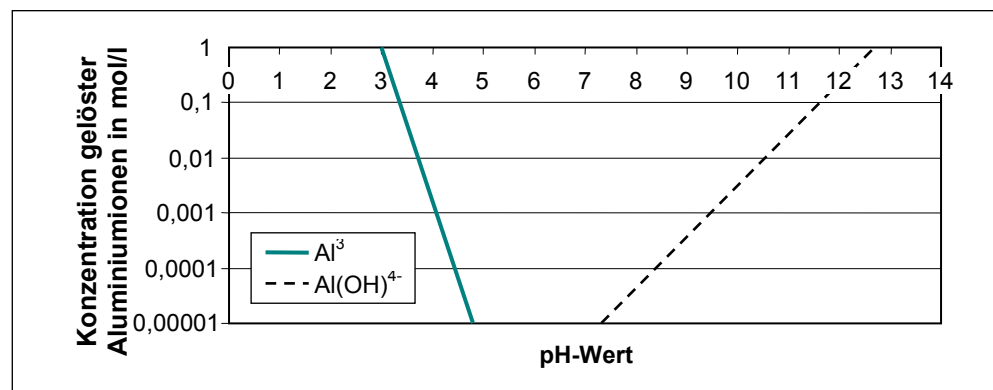 Konzentration gelöster
Aluminiumionen in mol/l
1
0,1
0,01
0,001
0,0001
0,00001
0 1 2 3 4 5 6 7 8 9 10 11 12 13 14
Al³
Al(OH)⁴⁻
pH-Wert